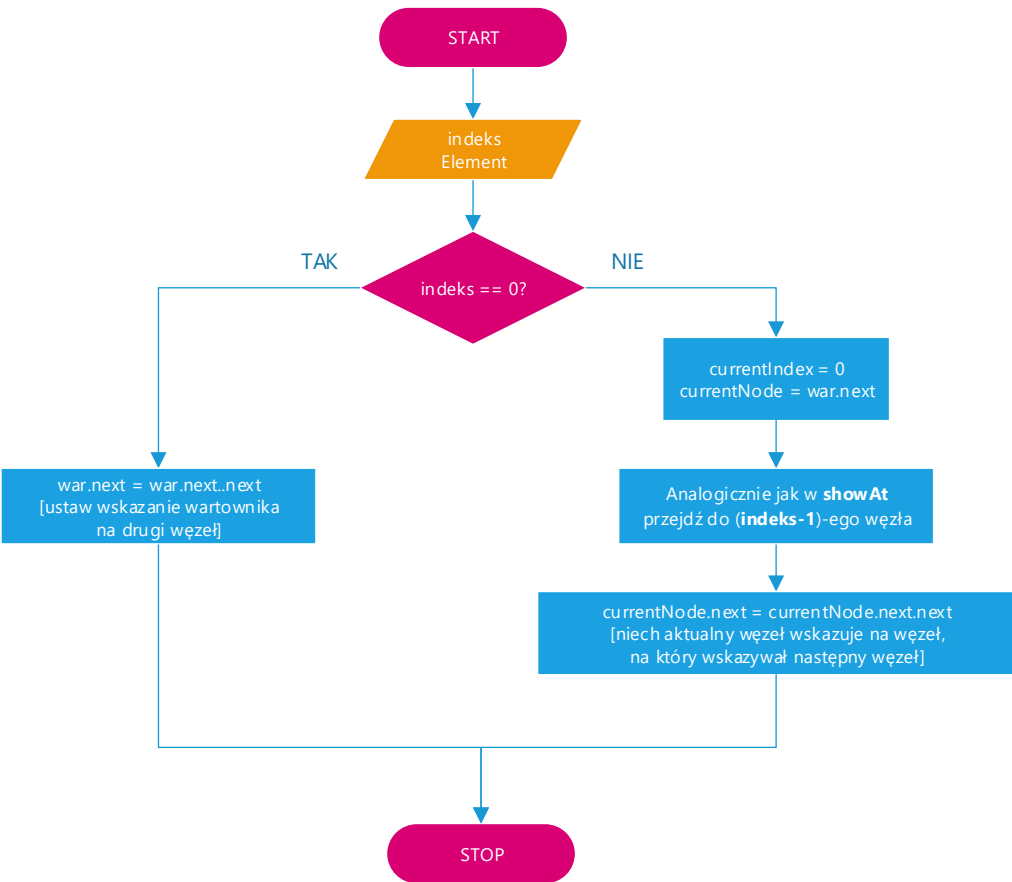 START
indeks
Element
TAK
NIE
indeks == 0?
currentIndex = 0
currentNode = war.next
war.next = war.next..next
[ustaw wskazanie wartownika
na drugi węzeł]
Analogicznie jak w showAt
przejdź do (indeks-1)-ego węzła
currentNode.next = currentNode.next.next
[niech aktualny węzeł wskazuje na węzeł,
na który wskazywał następny węzeł]
STOP